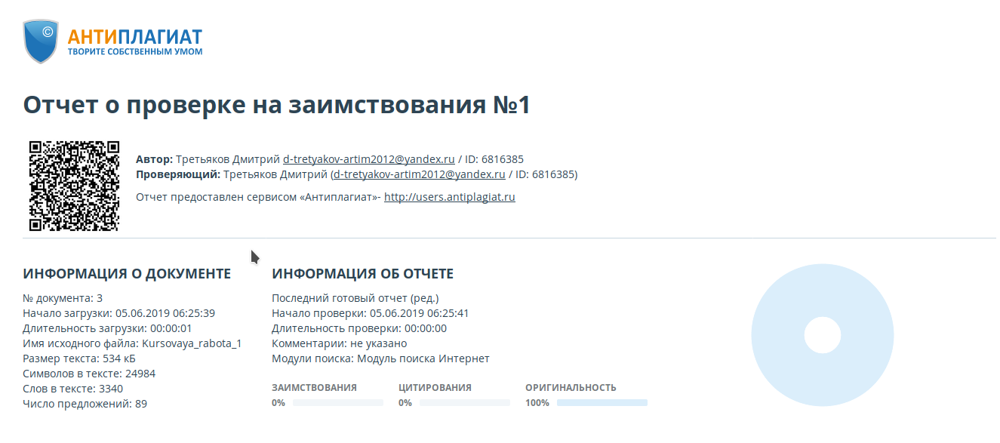 ©
АНТИПЛАГИАТ
ТВОРИТЕ СОБСТВЕННЫМ УМОМ
Отчет о проверке на заимствования №1
Автор: Третьяков Дмитрий d-tretyakov-artim2012@yandex.ru / ID: 6816385
Проверяющий: Третьяков Дмитрий (d-tretyakov-artim2012@yandex.ru / ID: 6816385)
Отчет предоставлен сервисом «Антиплагиат»- http://users.antiplagiat.ru
ИНФОРМАЦИЯ О ДОКУМЕНТЕ
№ документа: 3
Начало загрузки: 05.06.2019 06:25:39
Длительность загрузки: 00:00:01
Имя исходного файла: Kursovaya_rabota_1
Размер текста: 534 кБ
Символов в тексте: 24984
Слов в тексте: 3340
Число предложений: 89
ИНФОРМАЦИЯ ОБ ОТЧЕТЕ
Последний готовый отчет (ред.)
Начало проверки: 05.06.2019 06:25:41
Длительность проверки: 00:00:00
Комментарии: не указано
Модули поиска: Модуль поиска Интернет
ЗАИМСТВОВАНИЯ
0%
ЦИТИРОВАНИЯ
0%
ОРИГИНАЛЬНОСТЬ
100%